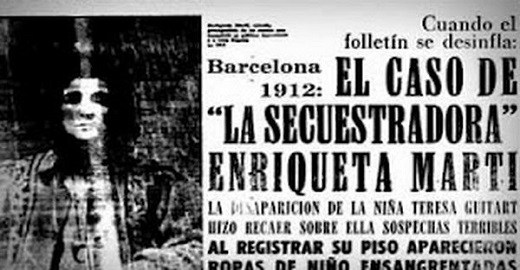 Cuando el
folletín se desinfla:
Barcelona
1912:
EL CASO DE
“LA SECUESTRADORA”
ENRIQUETA MARTI
LA DESAPARICION DE LA NIÑA TERESA GUITART
HIZO RECAER SOBRE ELLA SOSPECHAS TERRIBLES
AL REGISTRAR SU PISO APARECIERON
ROPAS DE NIÑO ENSANGRENTADAS